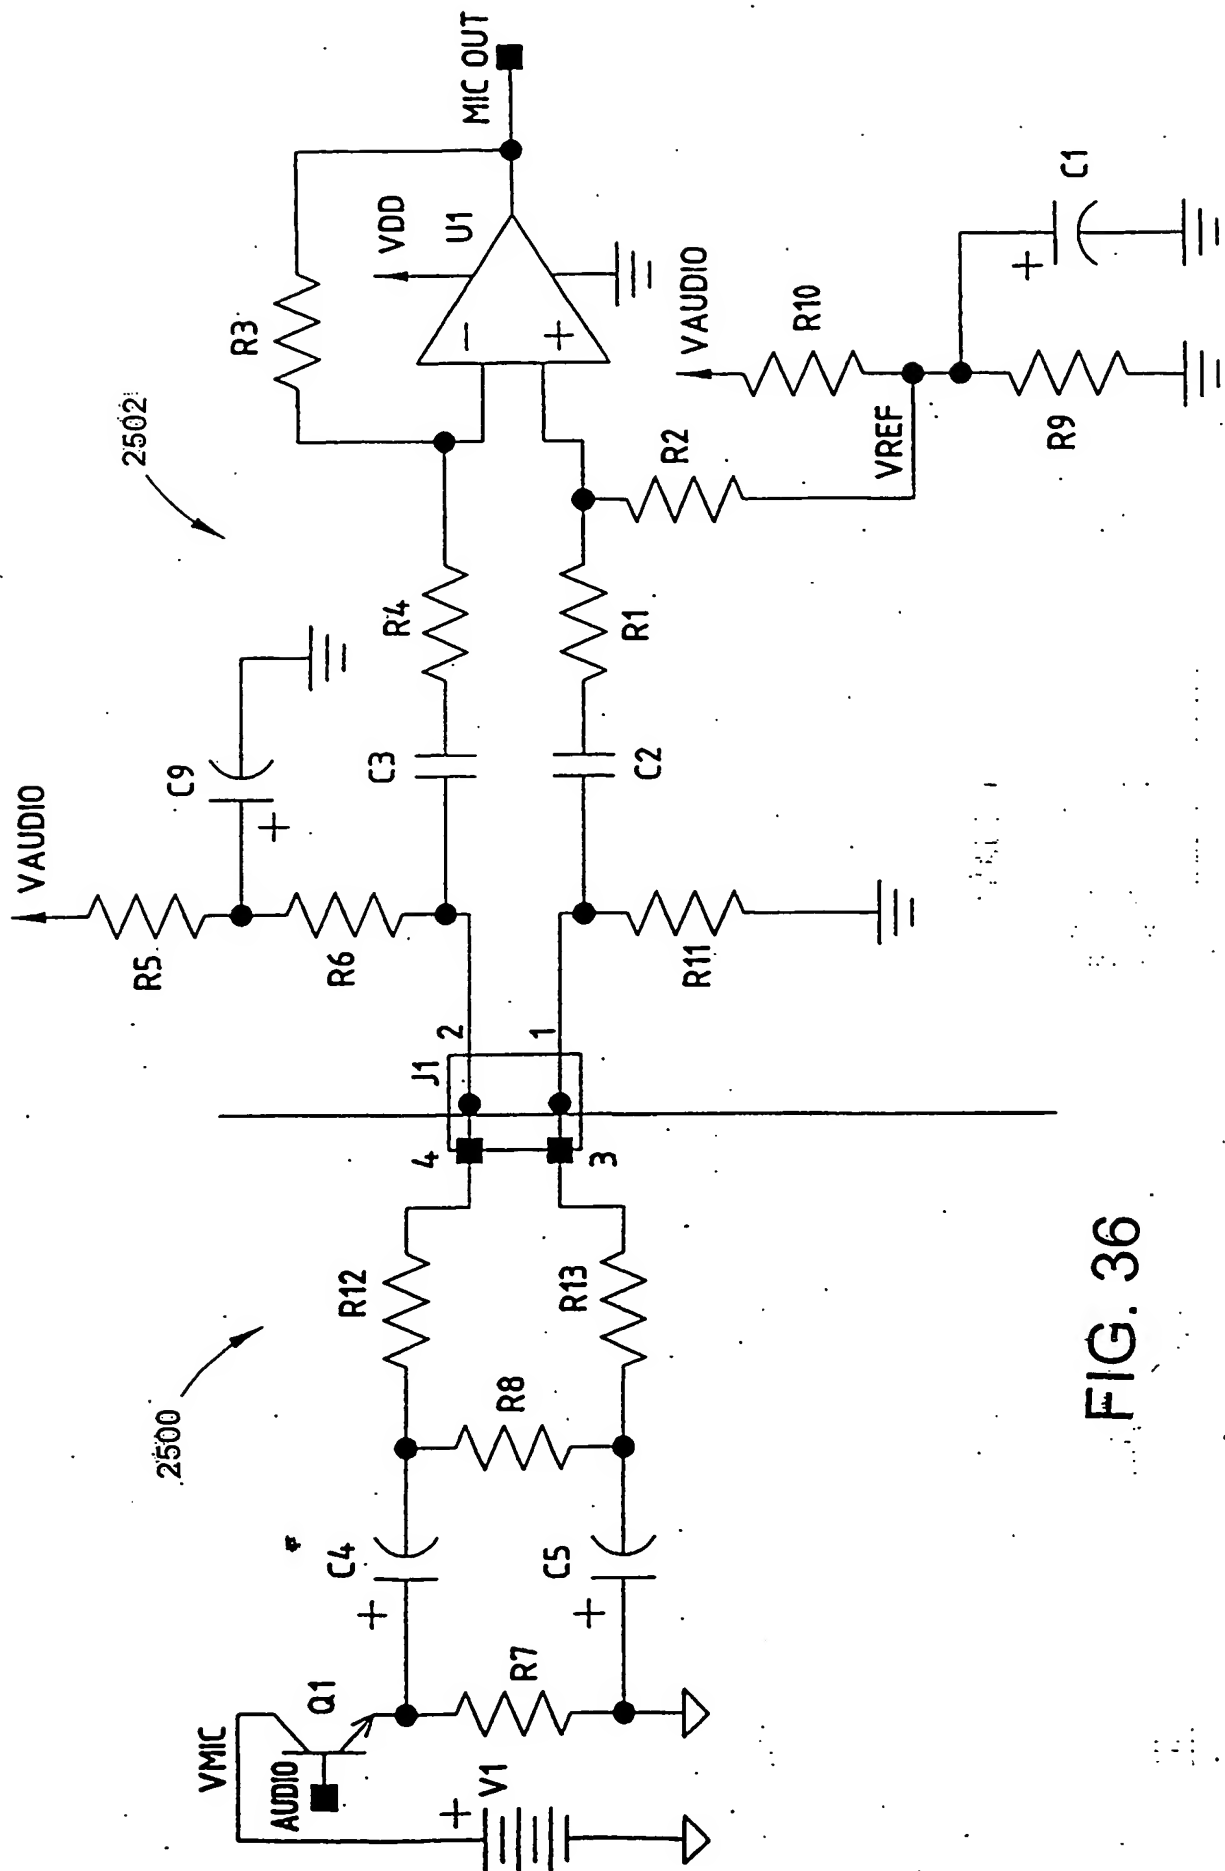 2500
2502
VMIC
AUDIO
Q1
+
V1
R7
+
C4
+
C5
R8
R12
R13
4
3
J1
2
1
VAUDIO
R5
R6
C9
+
R11
C3
C2
R4
R1
R3
R2
VDD
U1
-
+
MIC OUT
VAUDIO
R10
VREF
R9
+
C1
FIG. 36